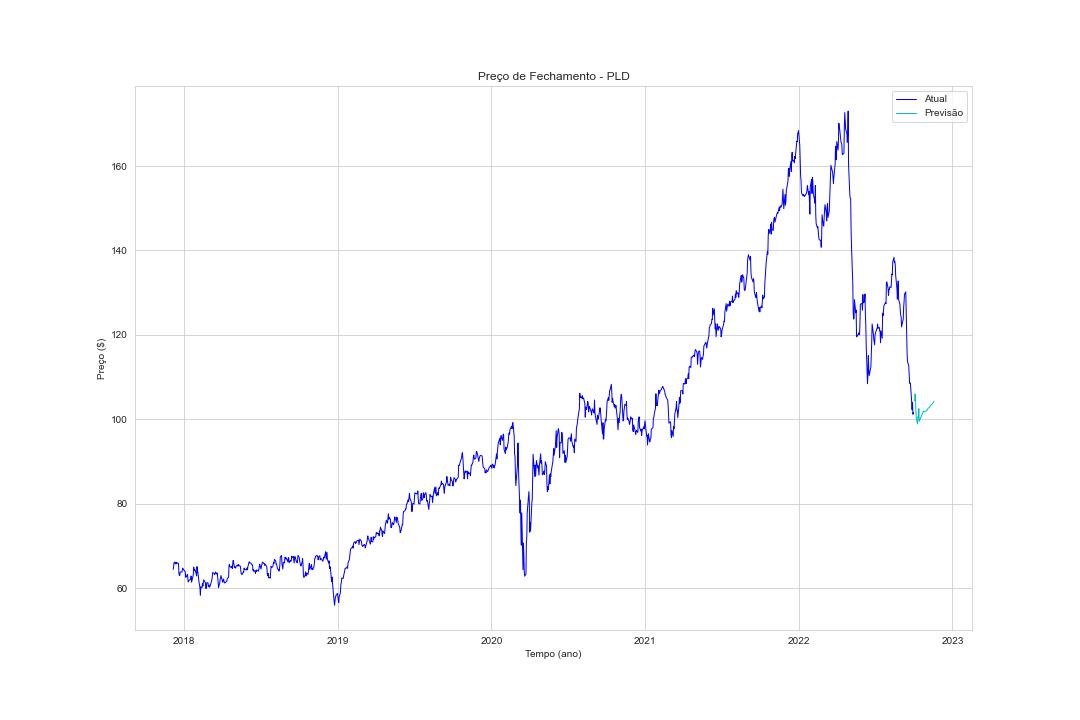 Preço de Fechamento - PLD
Atual
Previsão
160
140
120
100
80
60
Preço ($)
2018 2019 2020 2021 2022 2023
Tempo (ano)